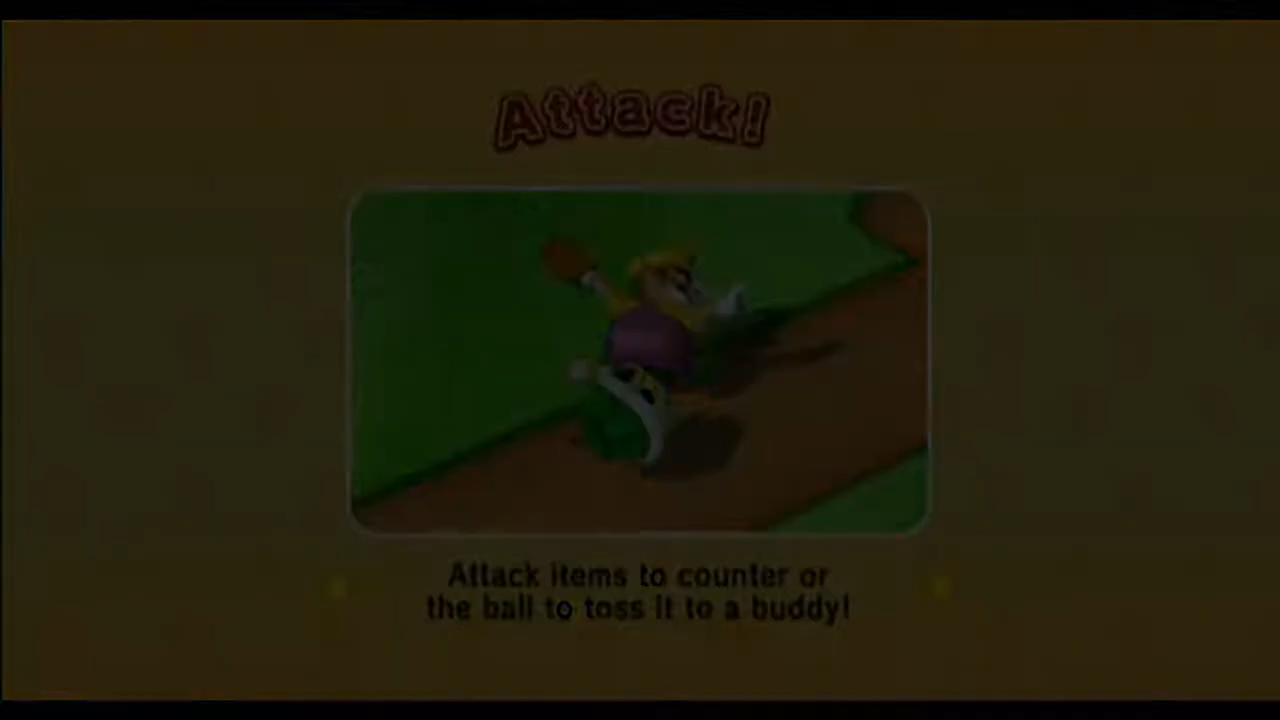 Attack!
Attack items to counter or
the ball to toss it to a buddy!